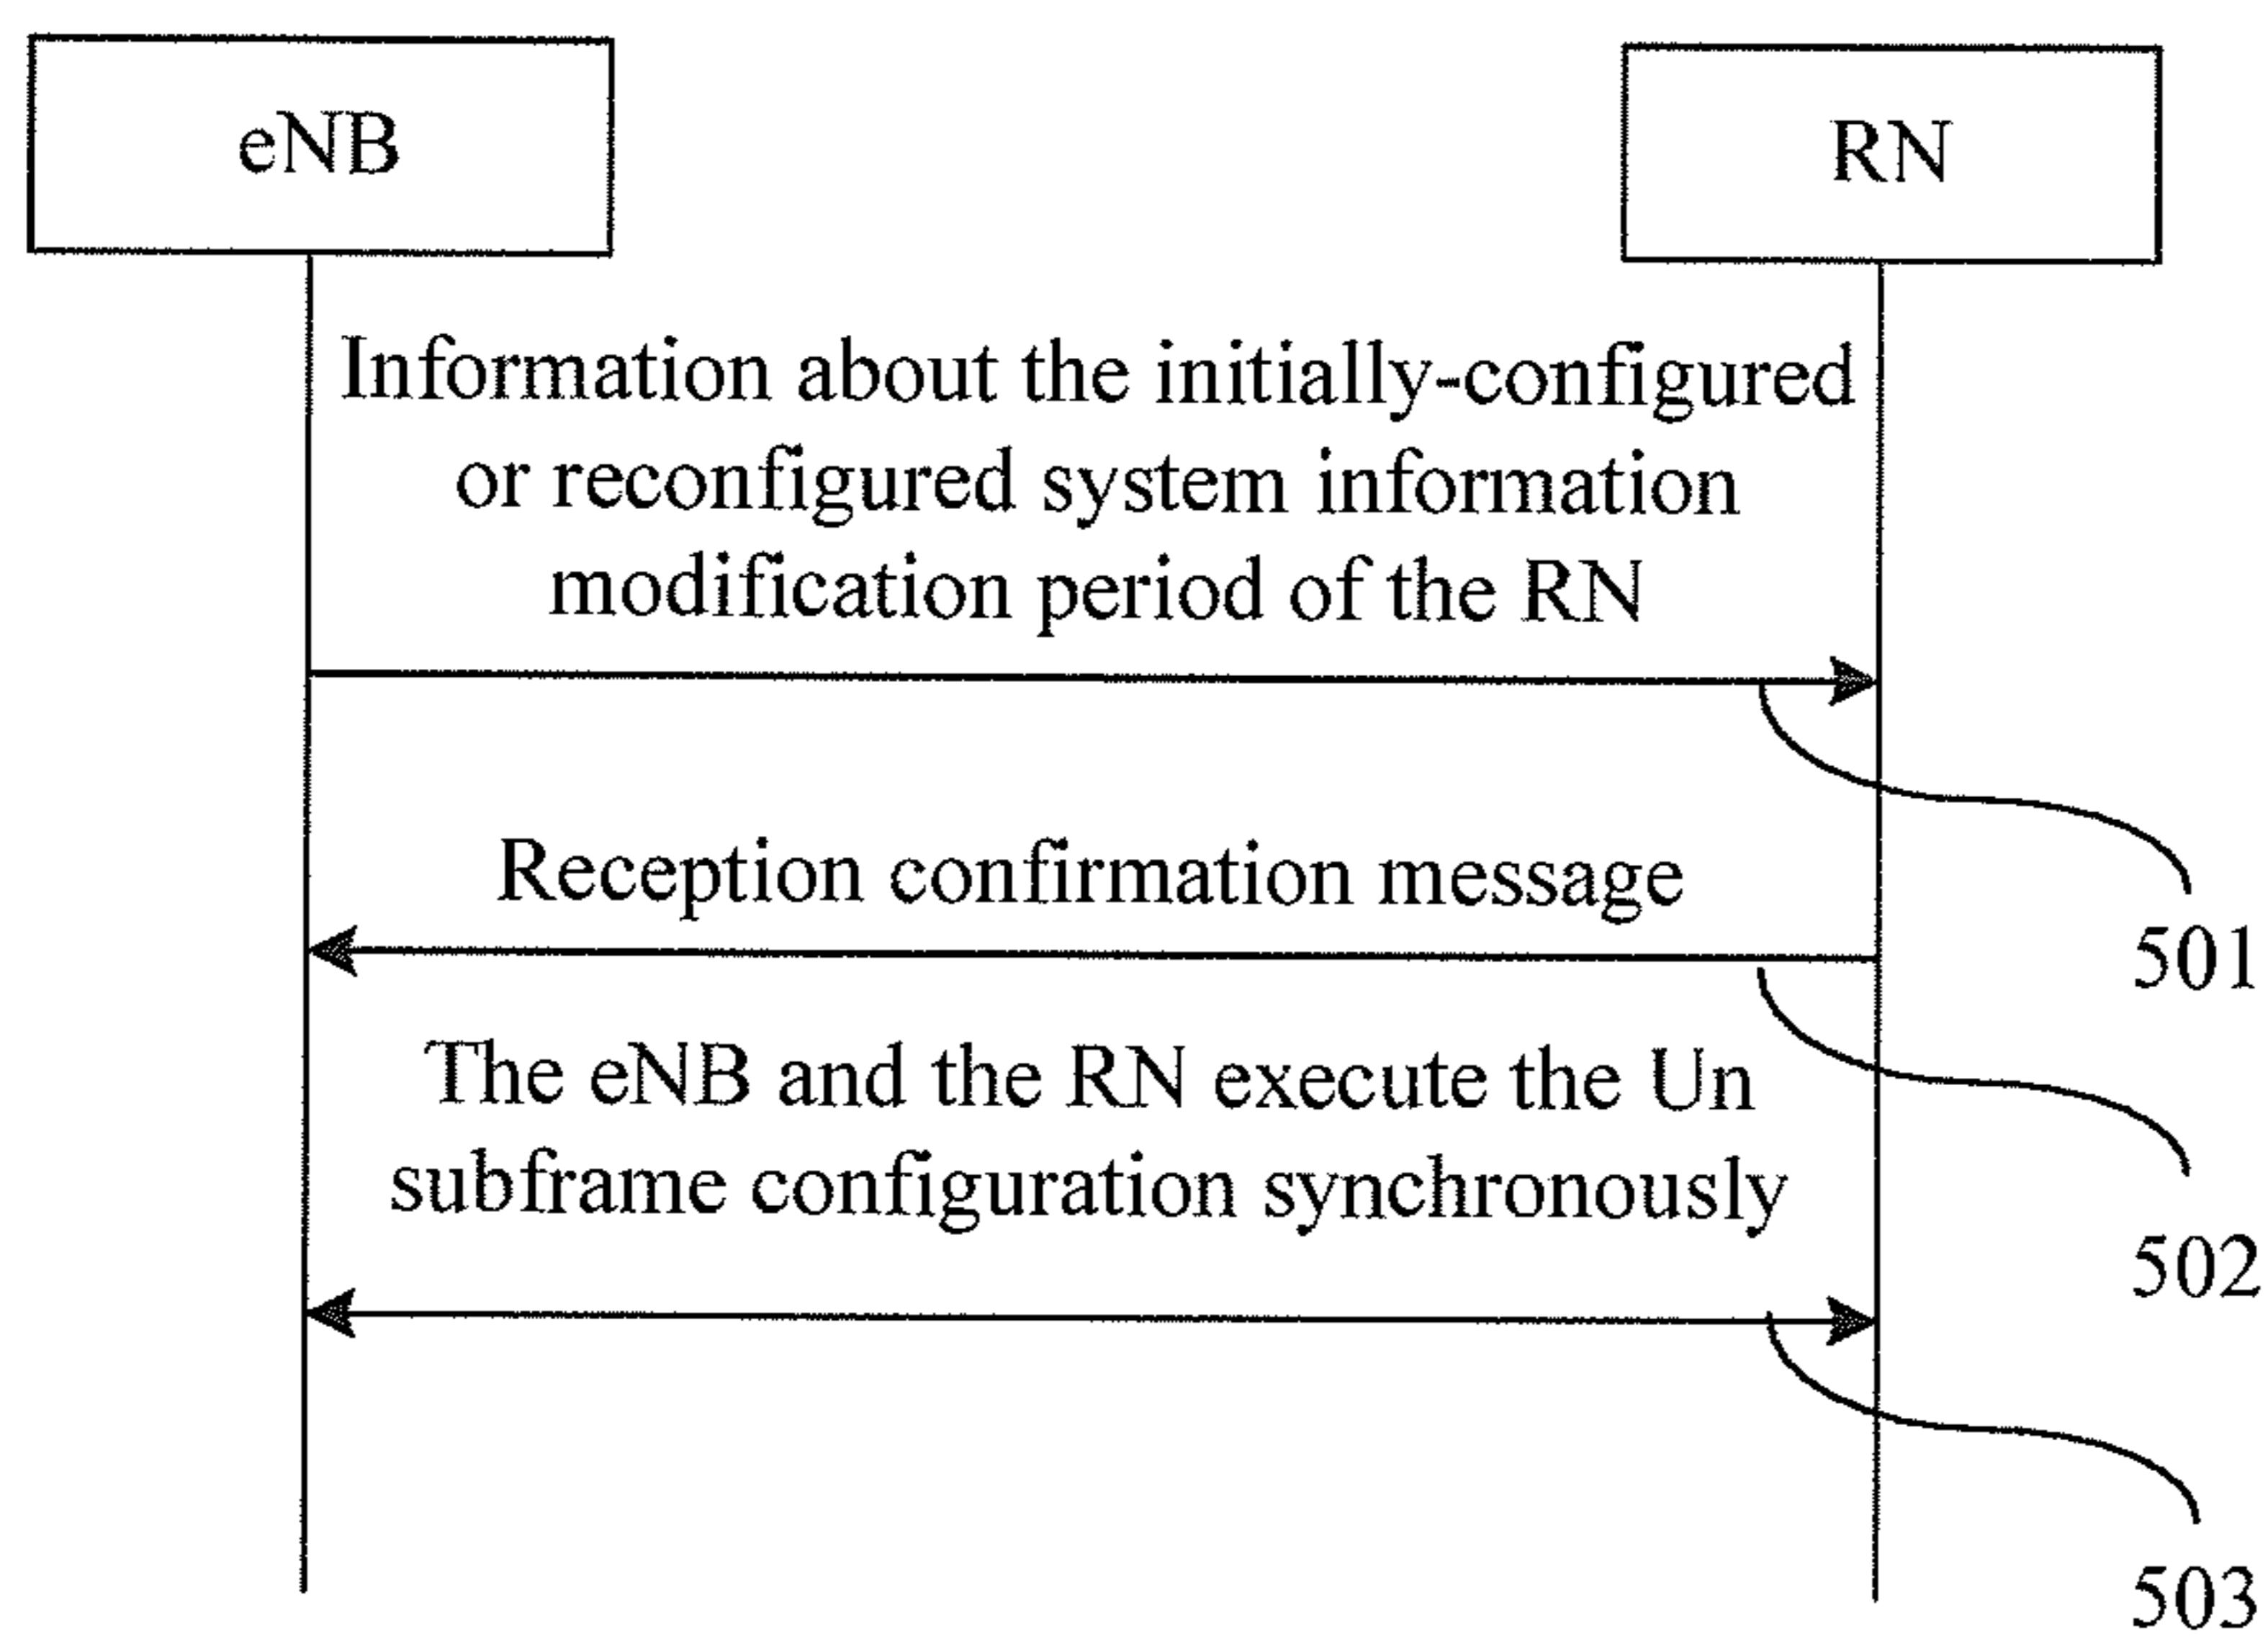 eNB
RN
Information about the initially-configured
or reconfigured system information
modification period of the RN
Reception confirmation message
501
The eNB and the RN execute the Un
subframe configuration synchronously
502
503